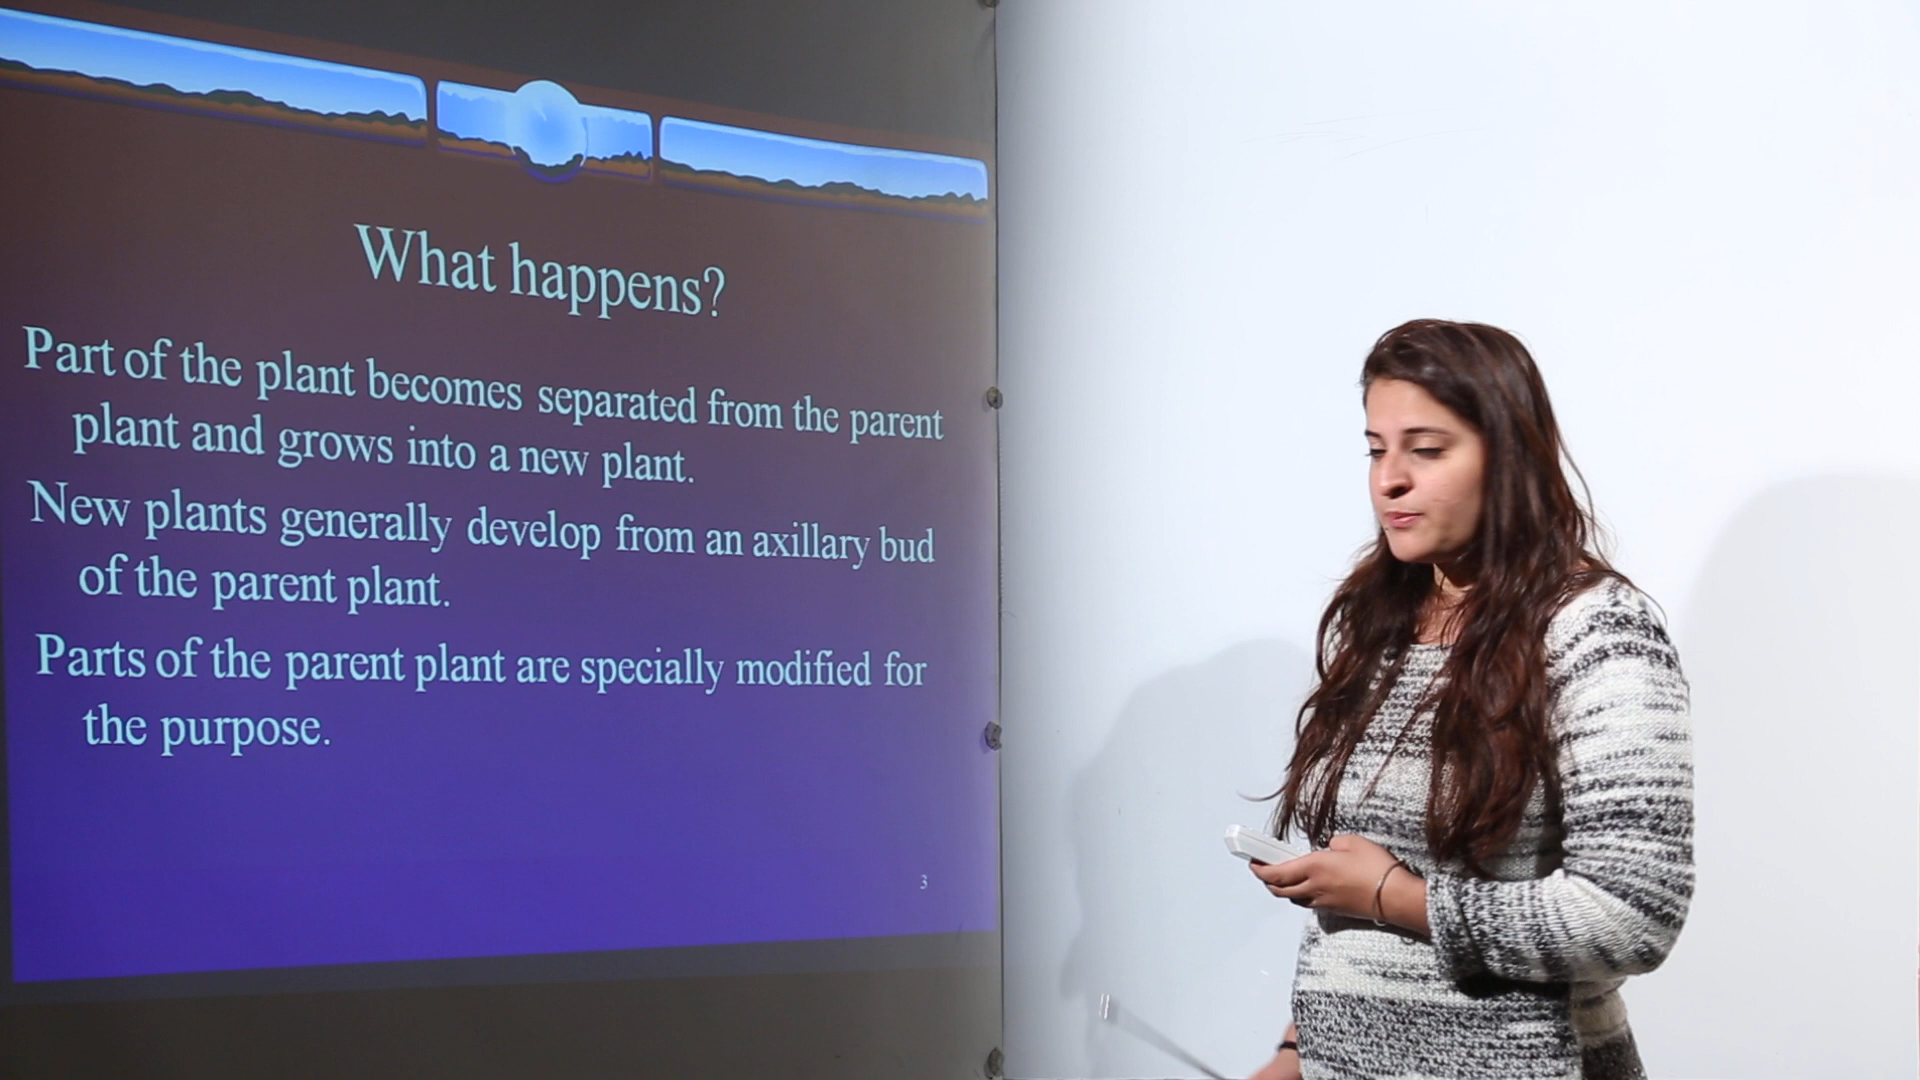 What happens?
Part of the plant becomes separated from the parent
plant and grows into a new plant.
New plants generally develop from an axillary bud
of the parent plant.
Parts of the parent plant are specially modified for
the purpose.
3